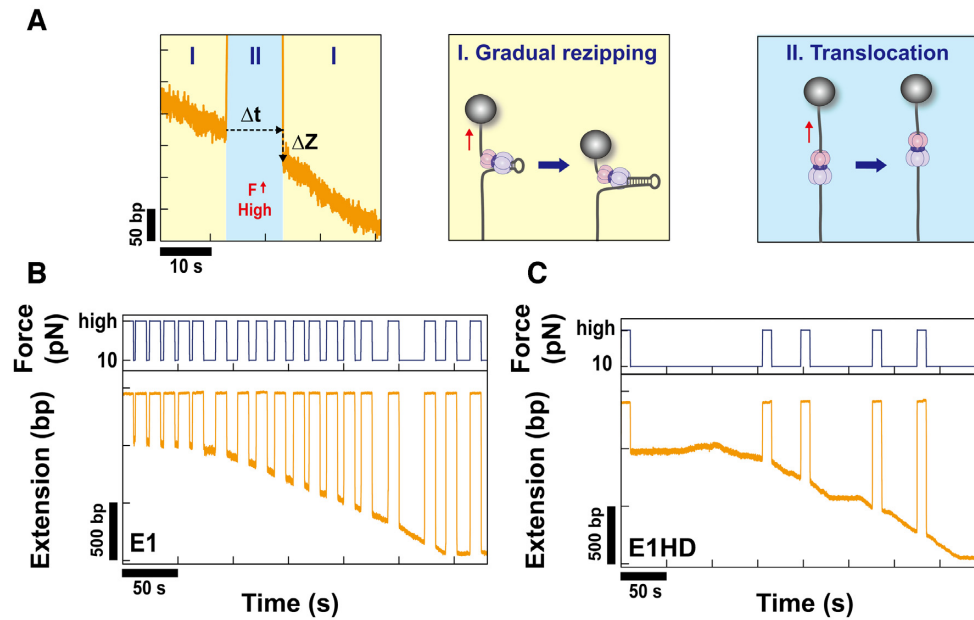 A
I II I
Δt
ΔZ
F↑
High
50 bp
10 s
I. Gradual rezipping
II. Translocation
B
Force
(pN)
high
10
Extension (bp)
500 bp
E1
50 s
Time (s)
C
Force
(pN)
high
10
Extension (bp)
500 bp
E1HD
50 s
Time (s)